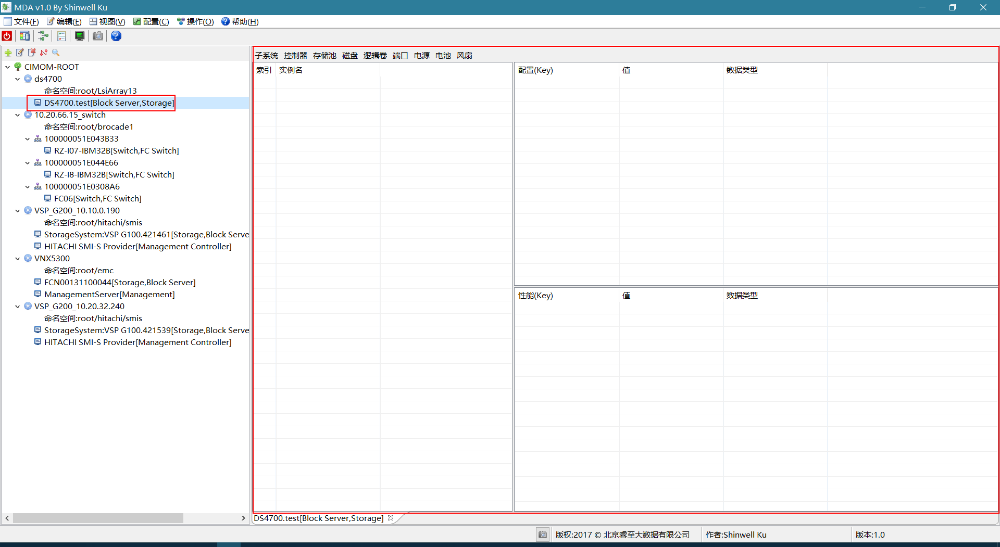 MDA v1.0 By Shinwell Ku
文件(F) 编辑(E) 视图(V) 配置(C) 操作(O) 帮助(H)
CIMOM-ROOT
ds4700
命名空间:root/LsiArray13
DS4700.test[Block Server,Storage]
10.20.66.15_switch
命名空间:root/brocade1
100000051E043B33
RZ-I07-IBM32B[Switch,FC Switch]
100000051E044E66
RZ-I8-IBM32B[Switch,FC Switch]
100000051E0308A6
FC06[Switch,FC Switch]
VSP_G200_10.10.0.190
命名空间:root/hitachi/smis
StorageSystem:VSP G100.421461[Storage,Block Serve
HITACHI SMI-S Provider[Management Controller]
VNX5300
命名空间:root/emc
FCN00131100044[Storage,Block Server]
ManagementServer[Management]
VSP_G200_10.20.32.240
命名空间:root/hitachi/smis
StorageSystem:VSP G100.421539[Storage,Block Serve
HITACHI SMI-S Provider[Management Controller]
子系统 控制器 存储池 磁盘 逻辑卷 端口 电源 电池 风扇
索引 实例名
配置(Key) 值 数据类型
性能(Key) 值 数据类型
DS4700.test[Block Server,Storage]
版权:2017 © 北京睿至大数据有限公司 作者:Shinwell Ku 版本:1.0